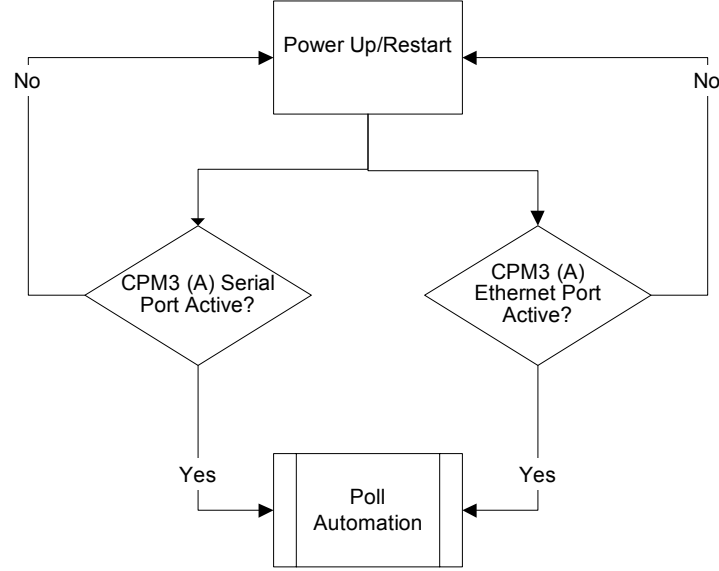 Power Up/Restart
No
No
CPM3 (A) Serial
Port Active?
CPM3 (A)
Ethernet Port
Active?
Yes
Yes
Poll
Automation